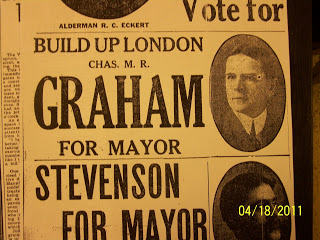 ALDERMAN R. C. ECKERT
Vote for
BUILD UP LONDON
CHAS. M. R.
GRAHAM
FOR MAYOR
STEVENSON
FOR MAYOR
04/18/2011